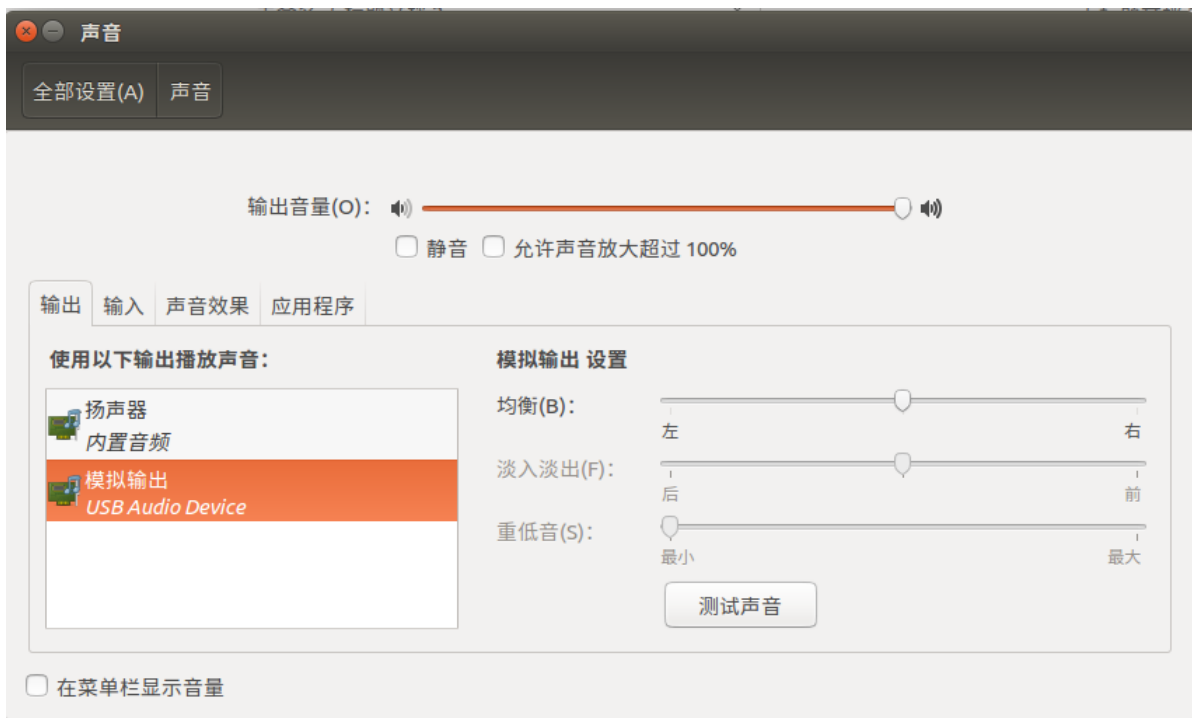 声音
全部设置(A) 声音
输出音量(O)：
静音 允许声音放大超过 100%
输出 输入 声音效果 应用程序
使用以下输出播放声音：
扬声器
内置音频
模拟输出
USB Audio Device
模拟输出 设置
均衡(B)：
左 右
淡入淡出(F)：
后 前
重低音(S)：
最小 最大
测试声音
在菜单栏显示音量